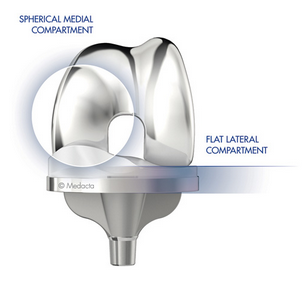 SPHERICAL MEDIAL
COMPARTMENT
FLAT LATERAL
COMPARTMENT
© Medacta